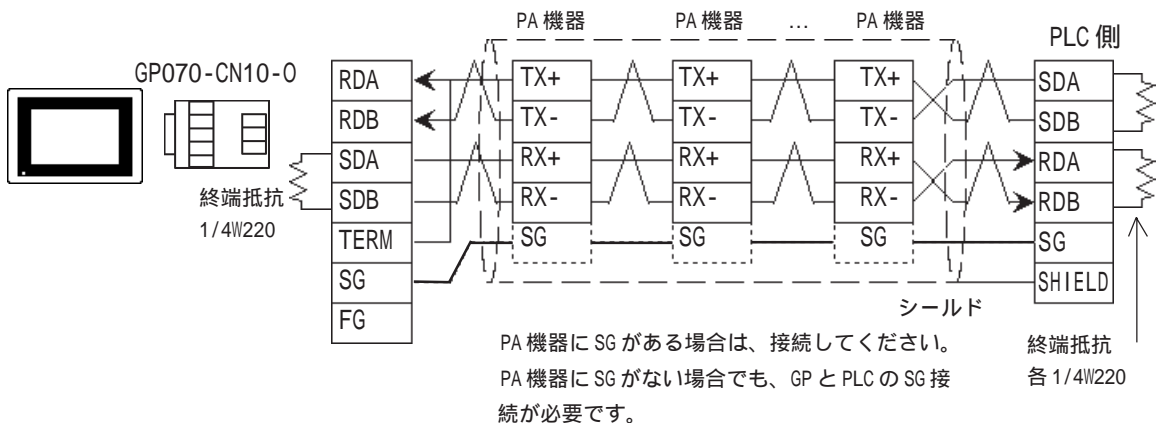 PA 機器 PA 機器 … PA 機器
PLC 側
GP070-CN10-0
RDA TX+ TX+ TX+ SDA
RDB TX- TX- TX- SDB
SDA RX+ RX+ RX+ RDA
SDB RX- RX- RX- RDB
TERM SG SG SG SG
SG SHIELD
FG
終端抵抗
1/4W220
シールド
PA 機器に SG がある場合は、接続してください。
PA 機器に SG がない場合でも、GP と PLC の SG 接
続が必要です。
終端抵抗
各 1/4W220